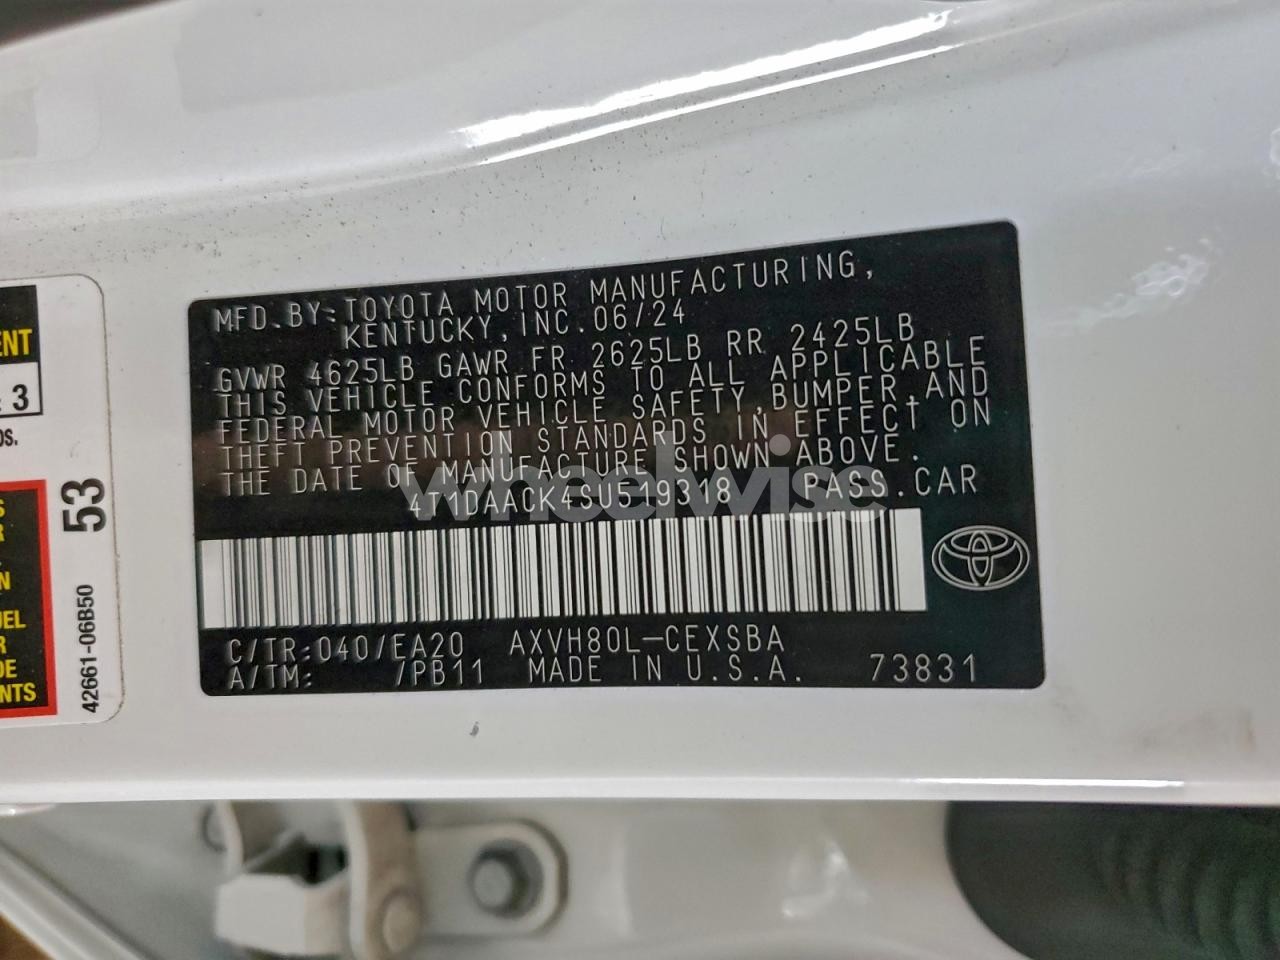 MFD.BY:TOYOTA MOTOR MANUFACTURING,
KENTUCKY, INC. 06/24
GVWR 4625LB GAWR FR 2625LB RR 2425LB
THIS VEHICLE CONFORMS TO ALL APPLICABLE
FEDERAL MOTOR VEHICLE SAFETY, BUMPER, AND
THEFT PREVENTION STANDARDS IN EFFECT ON
THE DATE OF MANUFACTURE SHOWN ABOVE.
4T1DAACK4SU519318 PASS.CAR
C/TR:040/EA20 AXVH80L-CEXSBA
A/TM: /PB11 MADE IN U.S.A. 73831
wheelwise
53
42661-06B50
3